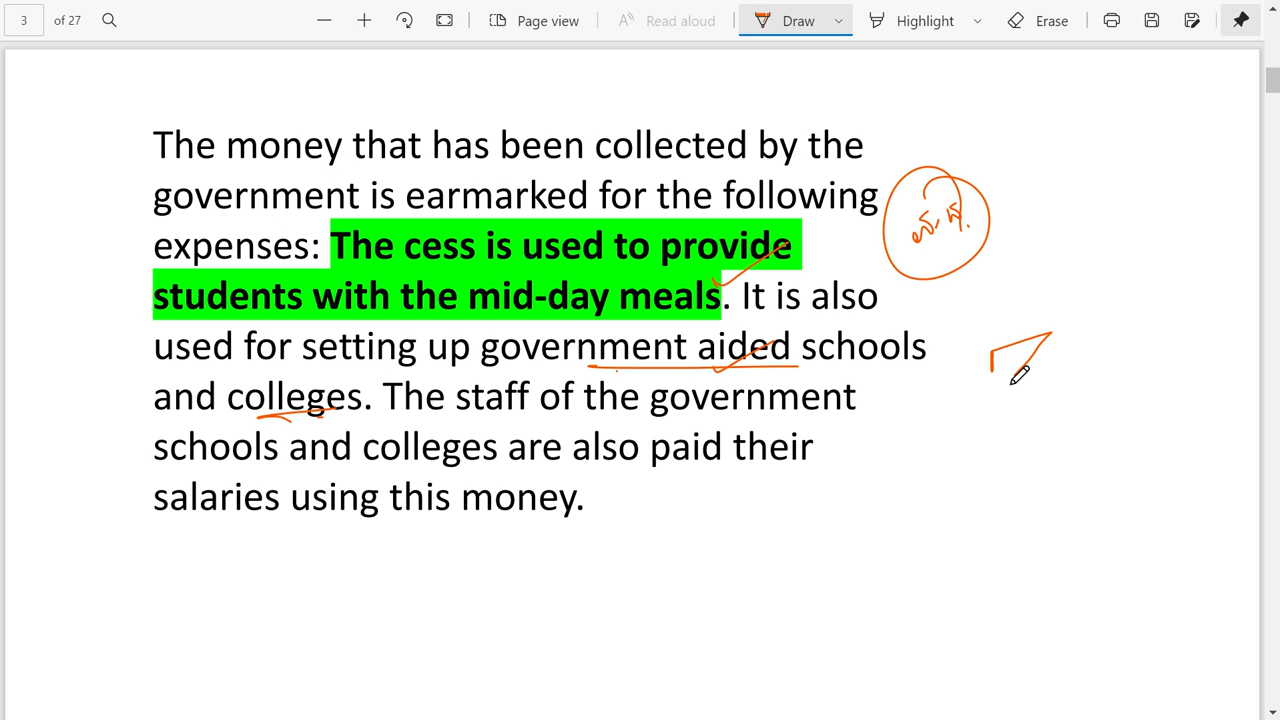 3 of 27 Page view Read aloud Draw Highlight Erase
The money that has been collected by the
government is earmarked for the following
expenses: The cess is used to provide
students with the mid-day meals. It is also
used for setting up government aided schools
and colleges. The staff of the government
schools and colleges are also paid their
salaries using this money.